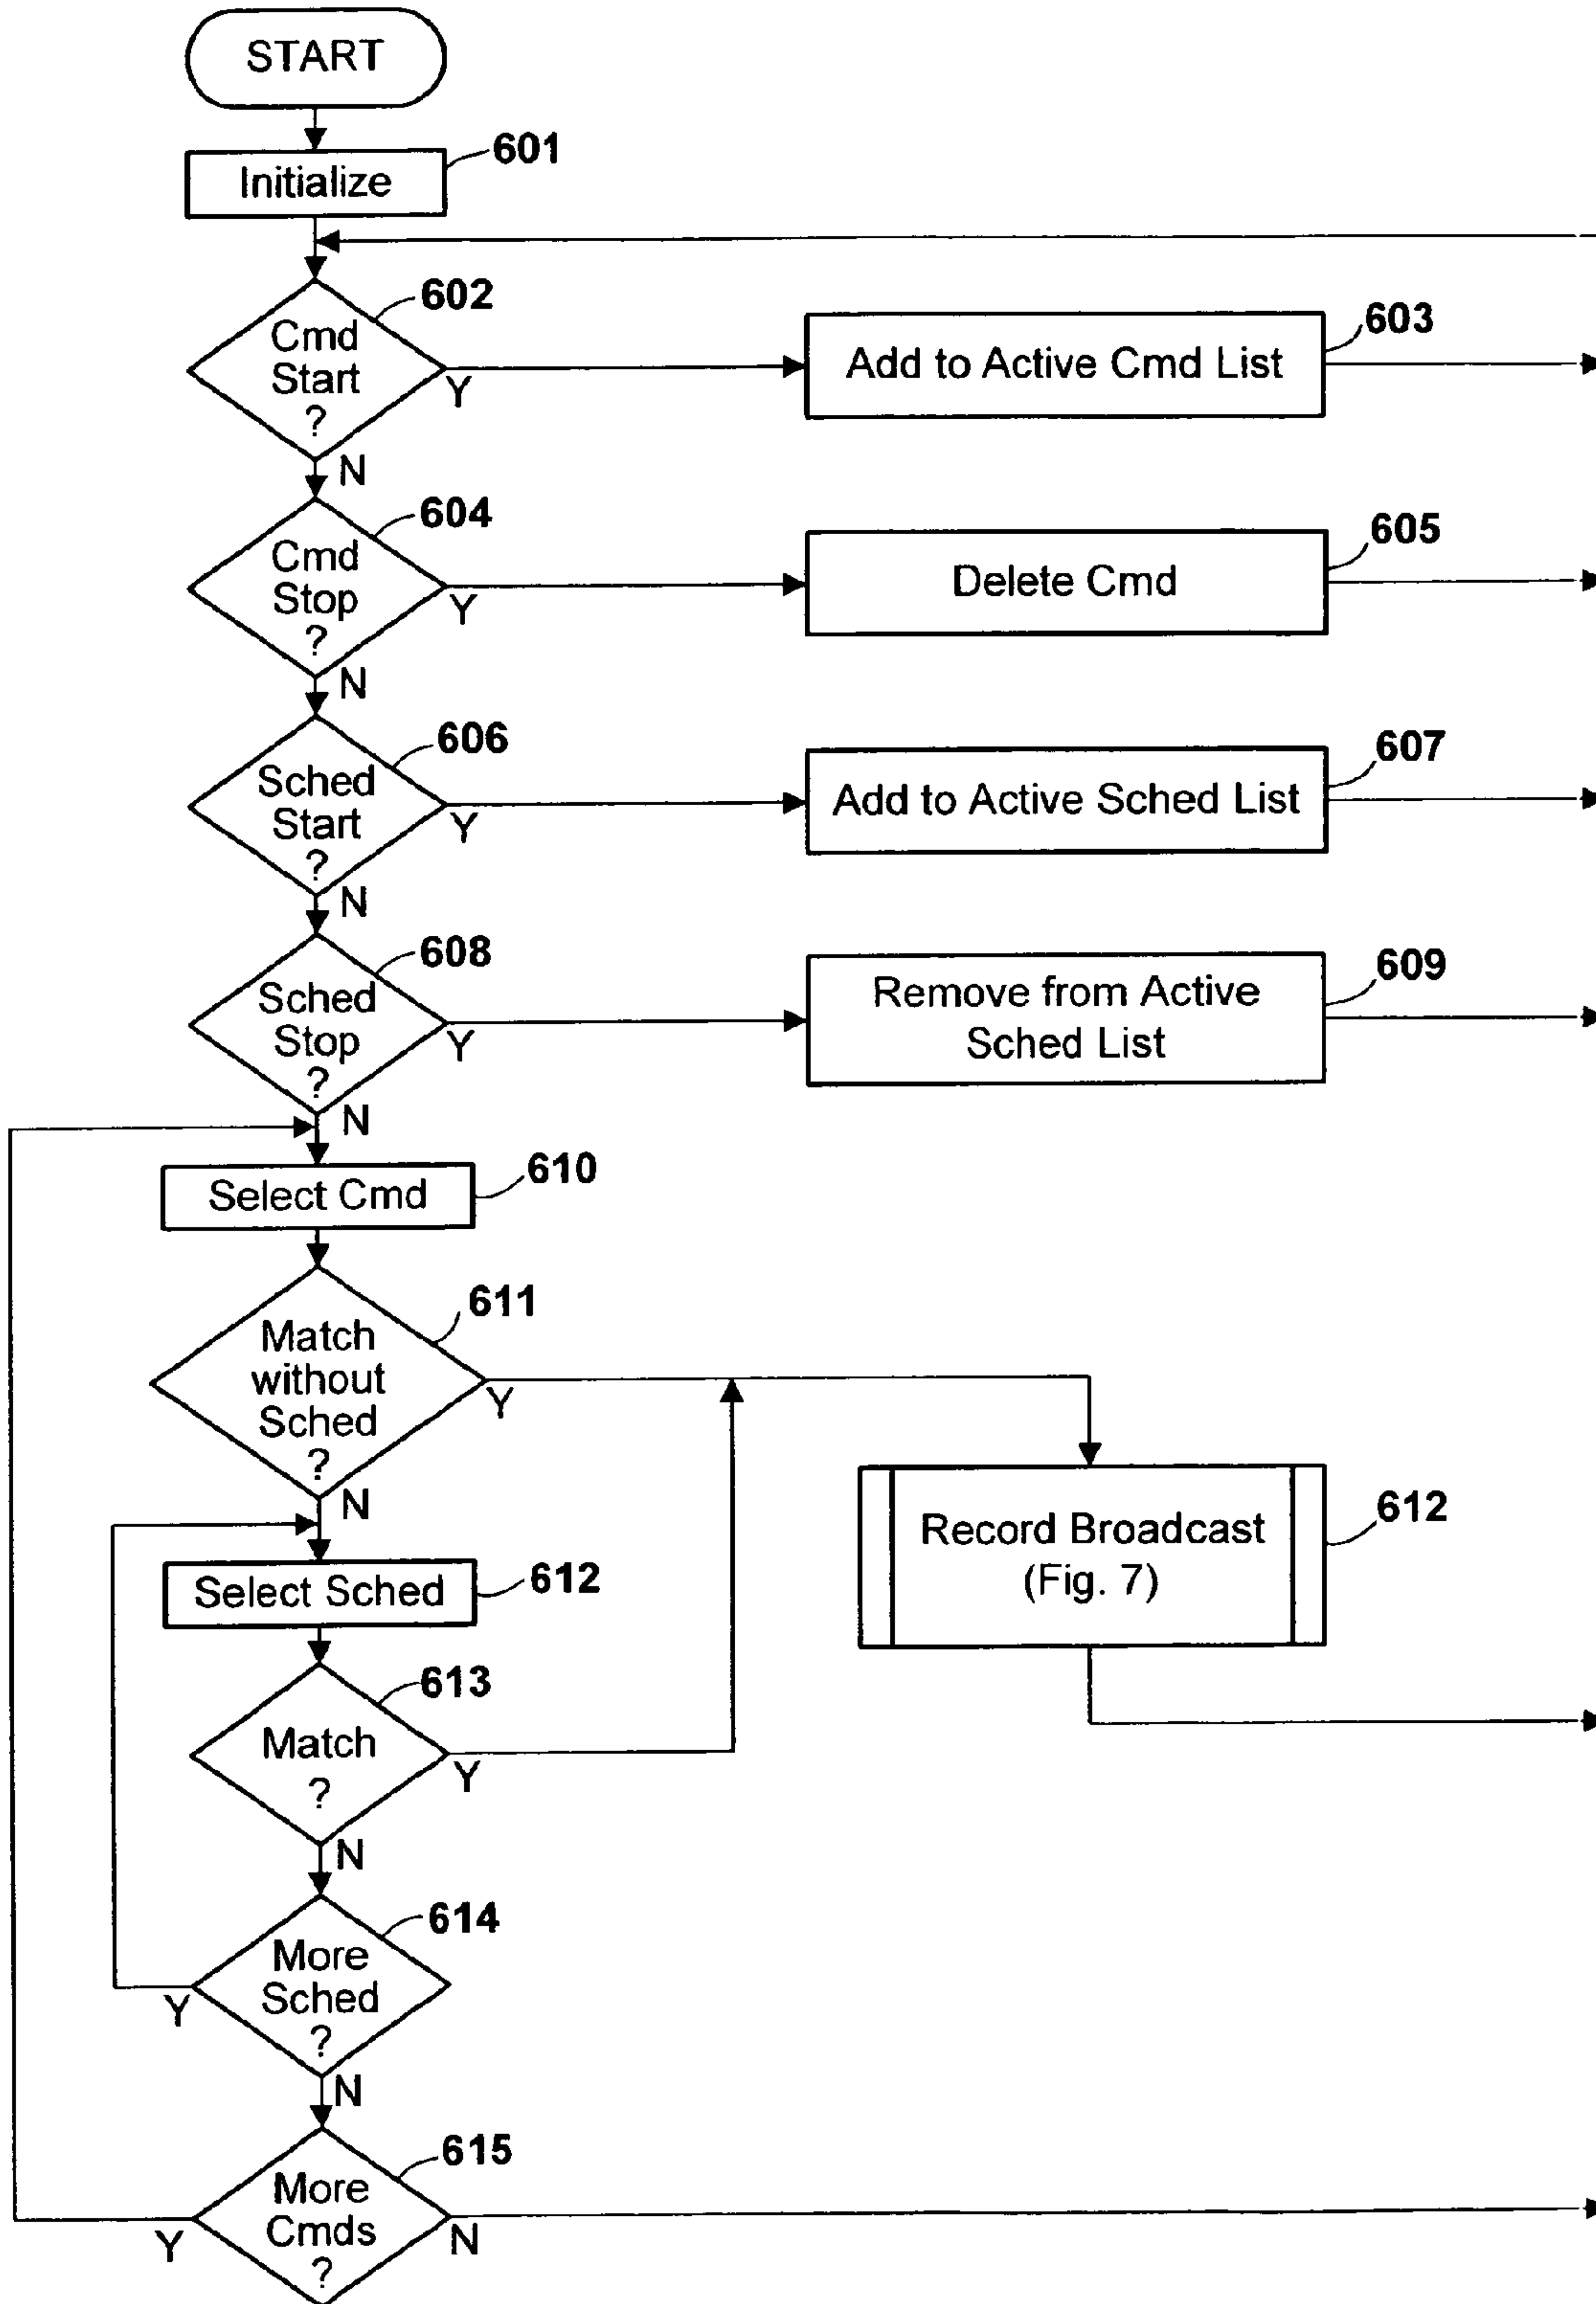 START
601
Initialize
602
Cmd
Start
?
Y
N
603
Add to Active Cmd List
604
Cmd
Stop
?
Y
N
605
Delete Cmd
606
Sched
Start
?
Y
N
607
Add to Active Sched List
608
Sched
Stop
?
Y
N
609
Remove from Active
Sched List
610
Select Cmd
611
Match
without
Sched
?
Y
N
612
Record Broadcast
(Fig. 7)
612
Select Sched
613
Match
?
Y
N
614
More
Sched
?
Y
N
615
More
Cmds
?
Y
N